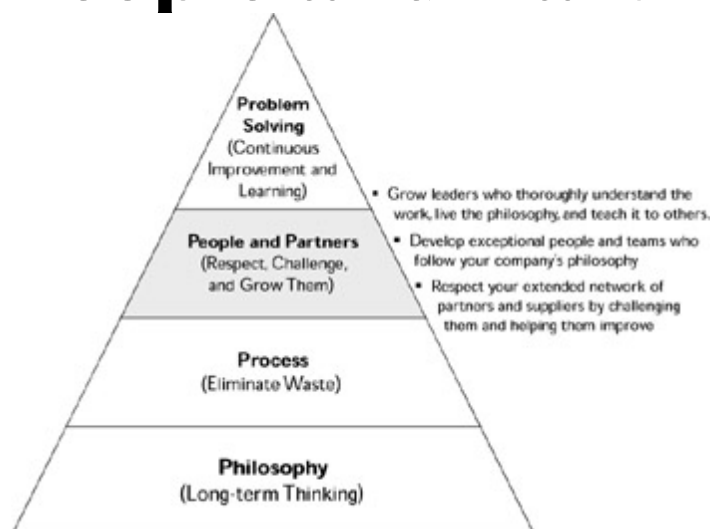 Problem
Solving
(Continuous
Improvement and
Learning)
• Grow leaders who thoroughly understand the
work, live the philosophy, and teach it to others.
People and Partners
(Respect, Challenge,
and Grow Them)
• Develop exceptional people and teams who
follow your company's philosophy
• Respect your extended network of
partners and suppliers by challenging
them and helping them improve
Process
(Eliminate Waste)
Philosophy
(Long-term Thinking)